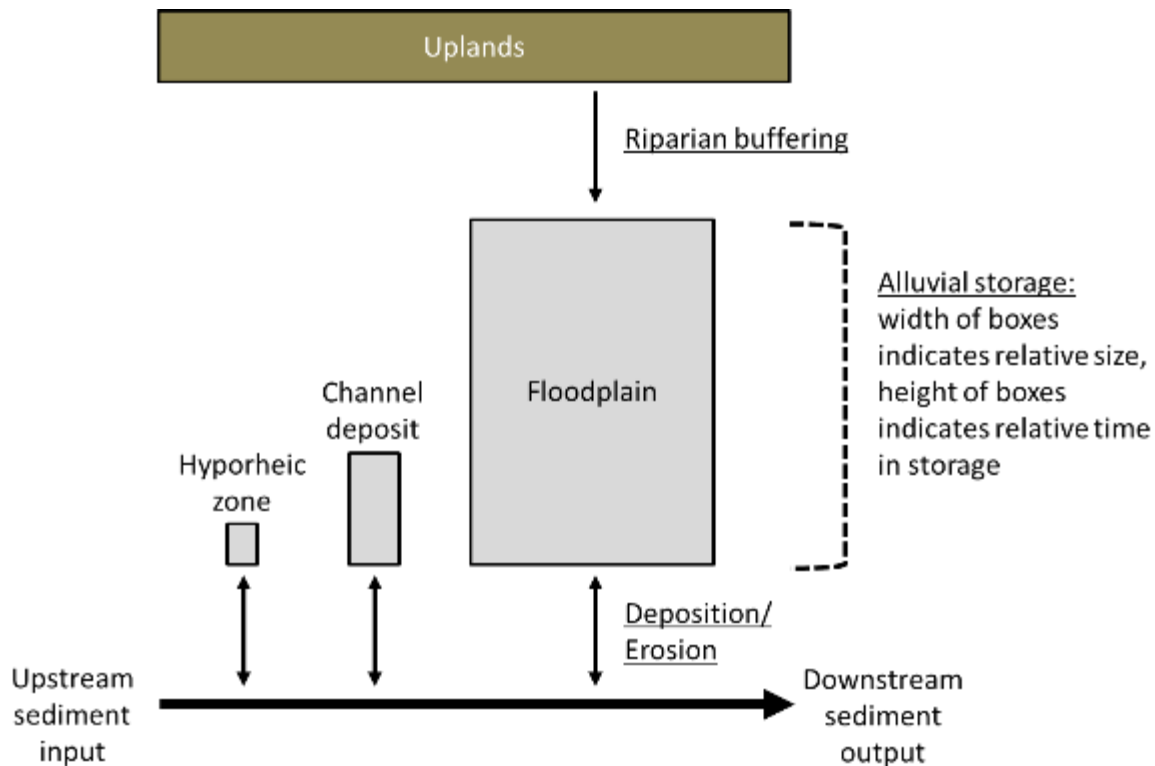 Uplands
Riparian buffering
Alluvial storage:
width of boxes
indicates relative size,
height of boxes
indicates relative time
in storage
Floodplain
Channel
deposit
Hyporheic
zone
Deposition/
Erosion
Upstream
sediment
input
Downstream
sediment
output